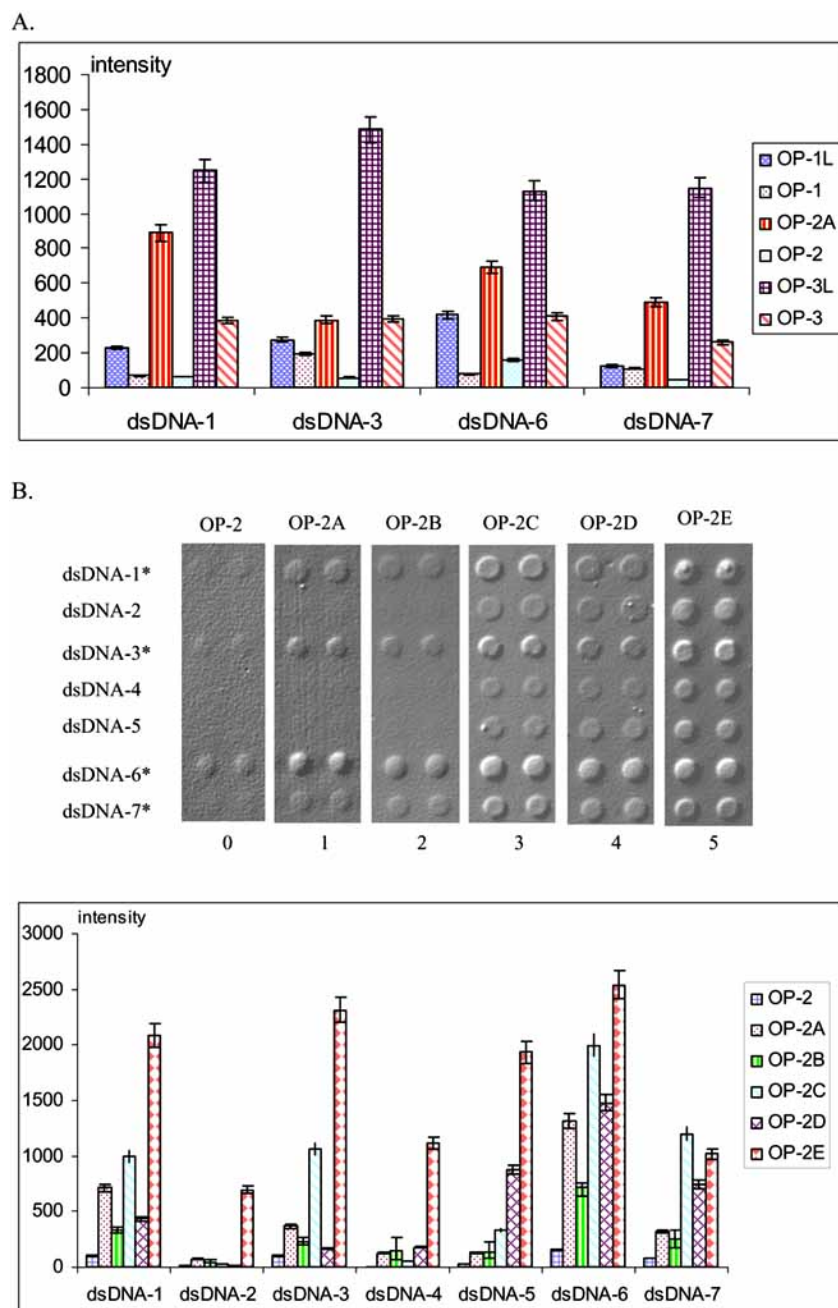 A.
intensity
1800
1600
1400
1200
1000
800
600
400
200
0
dsDNA-1 dsDNA-3 dsDNA-6 dsDNA-7
OP-1L
OP-1
OP-2A
OP-2
OP-3L
OP-3
B.
OP-2 OP-2A OP-2B OP-2C OP-2D OP-2E
dsDNA-1*
dsDNA-2
dsDNA-3*
dsDNA-4
dsDNA-5
dsDNA-6*
dsDNA-7*
0 1 2 3 4 5
intensity
3000
2500
2000
1500
1000
500
0
dsDNA-1 dsDNA-2 dsDNA-3 dsDNA-4 dsDNA-5 dsDNA-6 dsDNA-7
OP-2
OP-2A
OP-2B
OP-2C
OP-2D
OP-2E